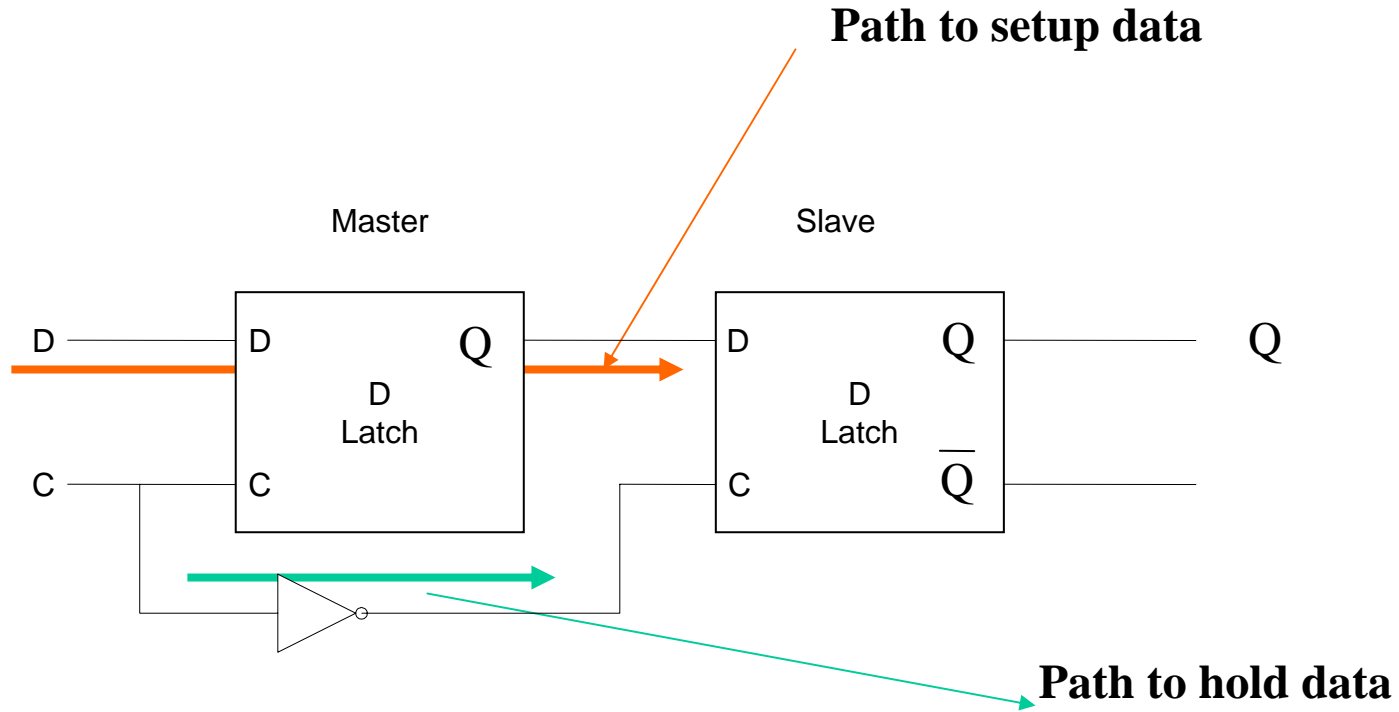 Path to setup data
Master
Slave
D
D
Q
D
Q
Q
D
Latch
D
Latch
C
C
C
Q
Path to hold data